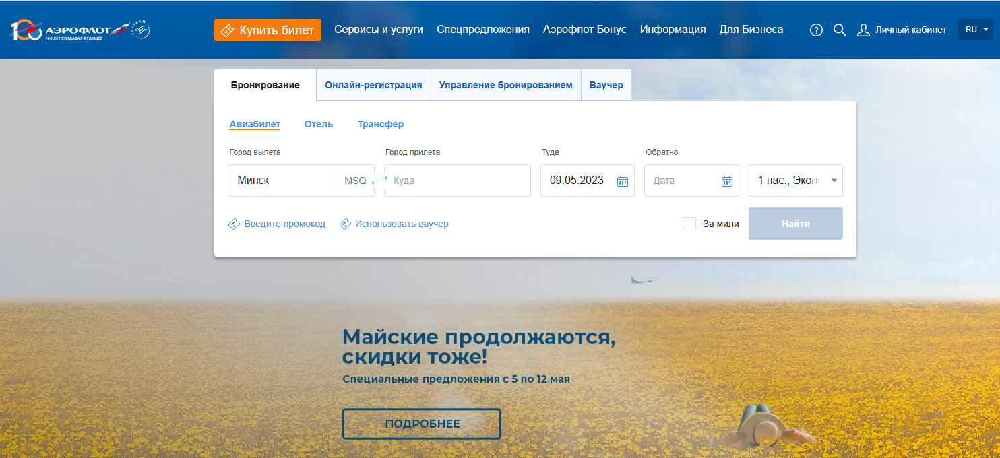 100 АЭРОФЛОТ SKYTEAM
100 ЛЕТ СОЗДАВАЯ БУДУЩЕЕ
Купить билет Сервисы и услуги Спецпредложения Аэрофлот Бонус Информация Для Бизнеса ? Личный кабинет RU
Бронирование Онлайн-регистрация Управление бронированием Ваучер
Авиабилет Отель Трансфер
Город вылета Город прилета Туда Обратно
Минск MSQ Куда 09.05.2023 Дата 1 пас., Экон
Введите промокод Использовать ваучер За мили Найти
Майские продолжаются,
скидки тоже!
Специальные предложения с 5 по 12 мая
ПОДРОБНЕЕ